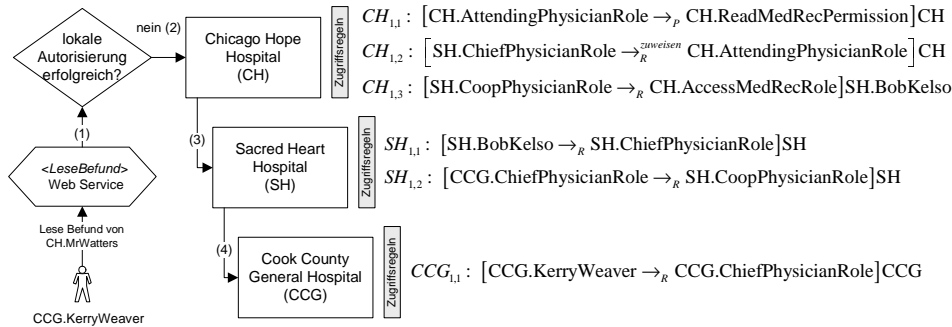 lokale
Autorisierung
erfolgreich?
nein (2)
Chicago Hope
Hospital
(CH)
Zugriffsregeln
CH1,1 : [CH.AttendingPhysicianRole →P CH.ReadMedRecPermission]CH
CH1,2 : [SH.ChiefPhysicianRole →R^zuweisen CH.AttendingPhysicianRole]CH
CH1,3 : [SH.CoopPhysicianRole →R CH.AccessMedRecRole]SH.BobKelso
(1)
(3)
<LeseBefund>
Web Service
Sacred Heart
Hospital
(SH)
Zugriffsregeln
SH1,1 : [SH.BobKelso →R SH.ChiefPhysicianRole]SH
SH1,2 : [CCG.ChiefPhysicianRole →R SH.CoopPhysicianRole]SH
Lese Befund von
CH.MrWatters
(4)
Cook County
General Hospital
(CCG)
Zugriffsregeln
CCG1,1 : [CCG.KerryWeaver →R CCG.ChiefPhysicianRole]CCG
CCG.KerryWeaver